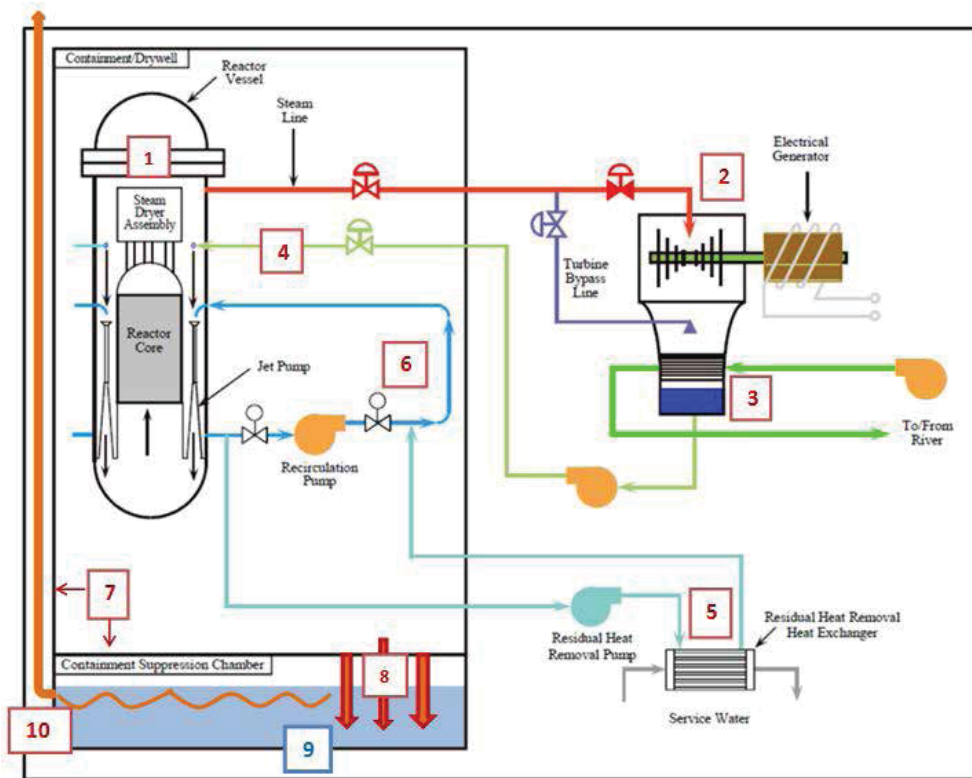 Containment/Drywell
Reactor
Vessel
Steam
Line
1
2
Electrical
Generator
Steam
Dryer
Assembly
4
Turbine
Bypass
Line
Reactor
Core
Jet Pump
6
3
To/From
River
Recirculation
Pump
7
5
Residual Heat Removal
Heat Exchanger
Residual Heat
Removal Pump
Containment Suppression Chamber
8
Service Water
10
9